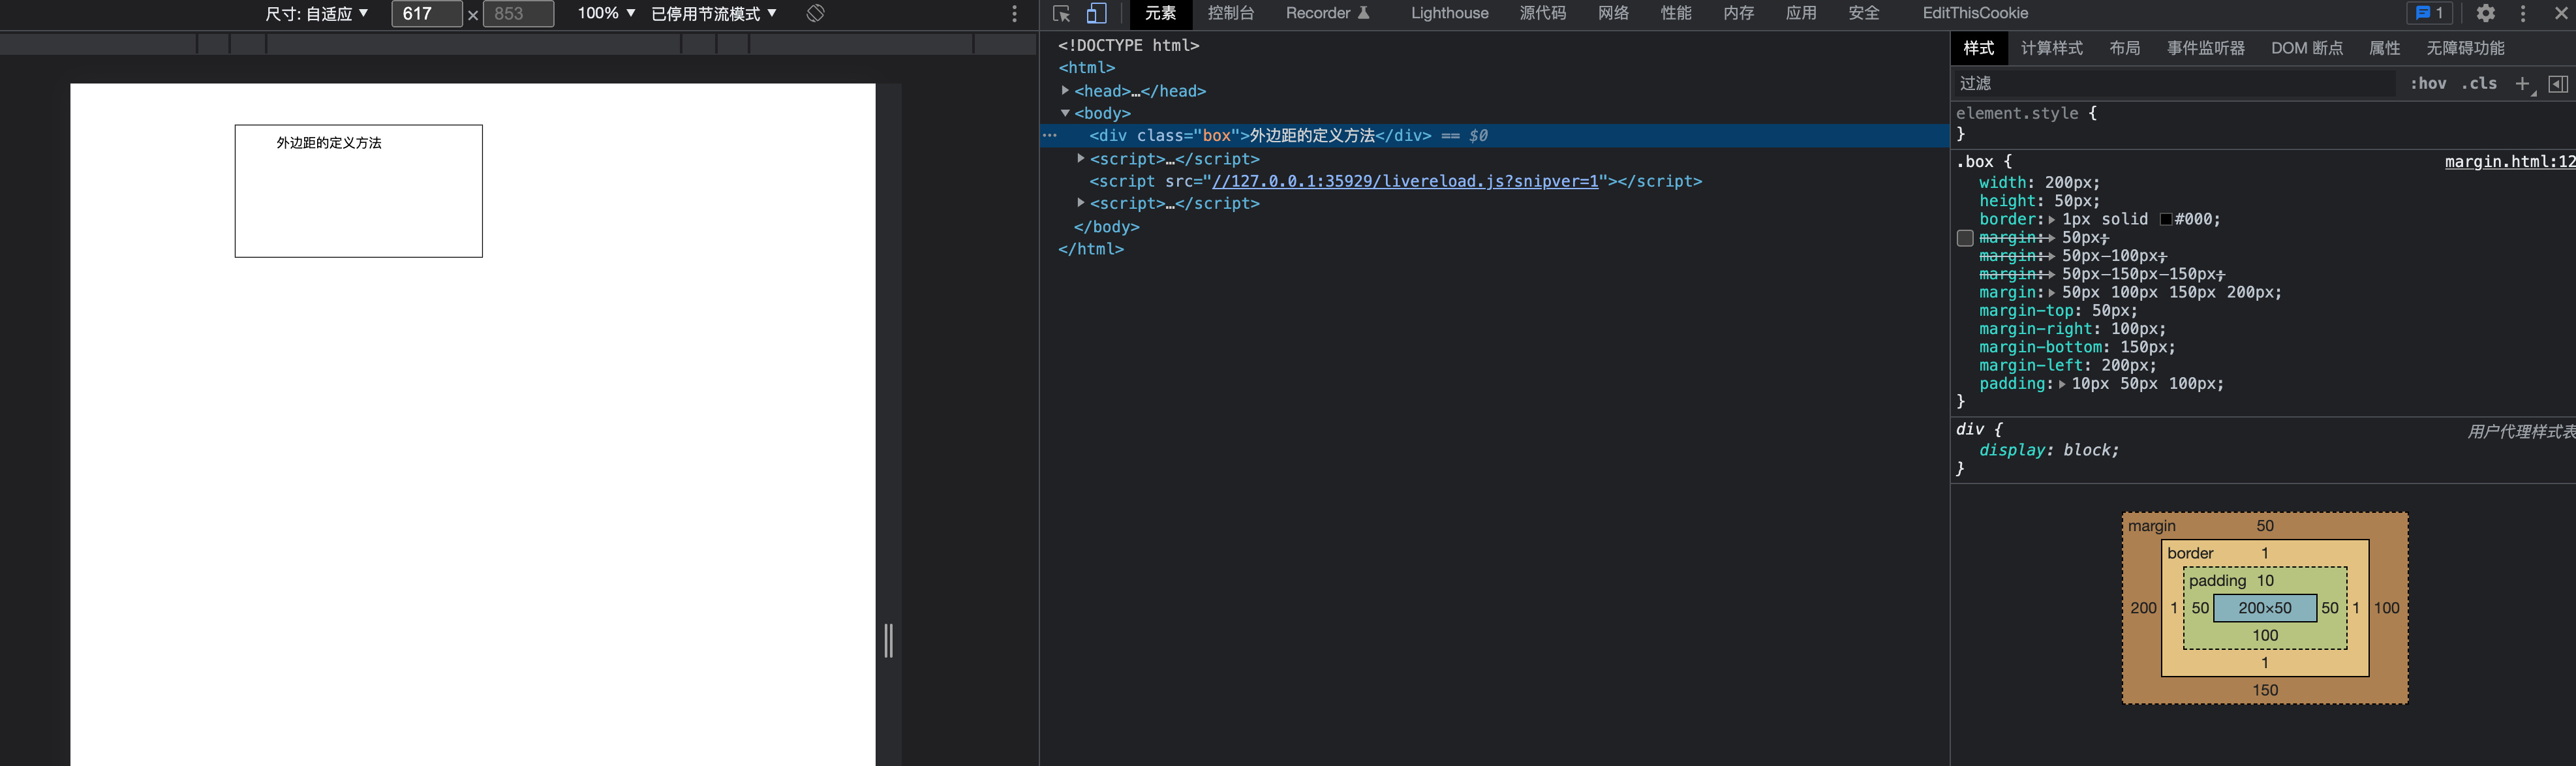 尺寸: 自适应 ▼ 617 × 853 100% ▼ 已停用节流模式 ▼
外边距的定义方法
元素 控制台 Recorder Lighthouse 源代码 网络 性能 内存 应用 安全 EditThisCookie 1
<!DOCTYPE html>
<html>
<head>…</head>
<body>
<div class="box">外边距的定义方法</div> == $0
<script>…</script>
<script src="//127.0.0.1:35929/livereload.js?snipver=1"></script>
<script>…</script>
</body>
</html>
样式 计算样式 布局 事件监听器 DOM 断点 属性 无障碍功能
过滤 :hov .cls
element.style {
}
.box { margin.html:12
width: 200px;
height: 50px;
border: 1px solid #000;
margin: 50px;
margin: 50px 100px;
margin: 50px 150px 150px;
margin: 50px 100px 150px 200px;
margin-top: 50px;
margin-right: 100px;
margin-bottom: 150px;
margin-left: 200px;
padding: 10px 50px 100px;
}
div { 用户代理样式表
display: block;
}
margin 50
border 1
padding 10
200 1 50 200×50 50 1 100
100
1
150